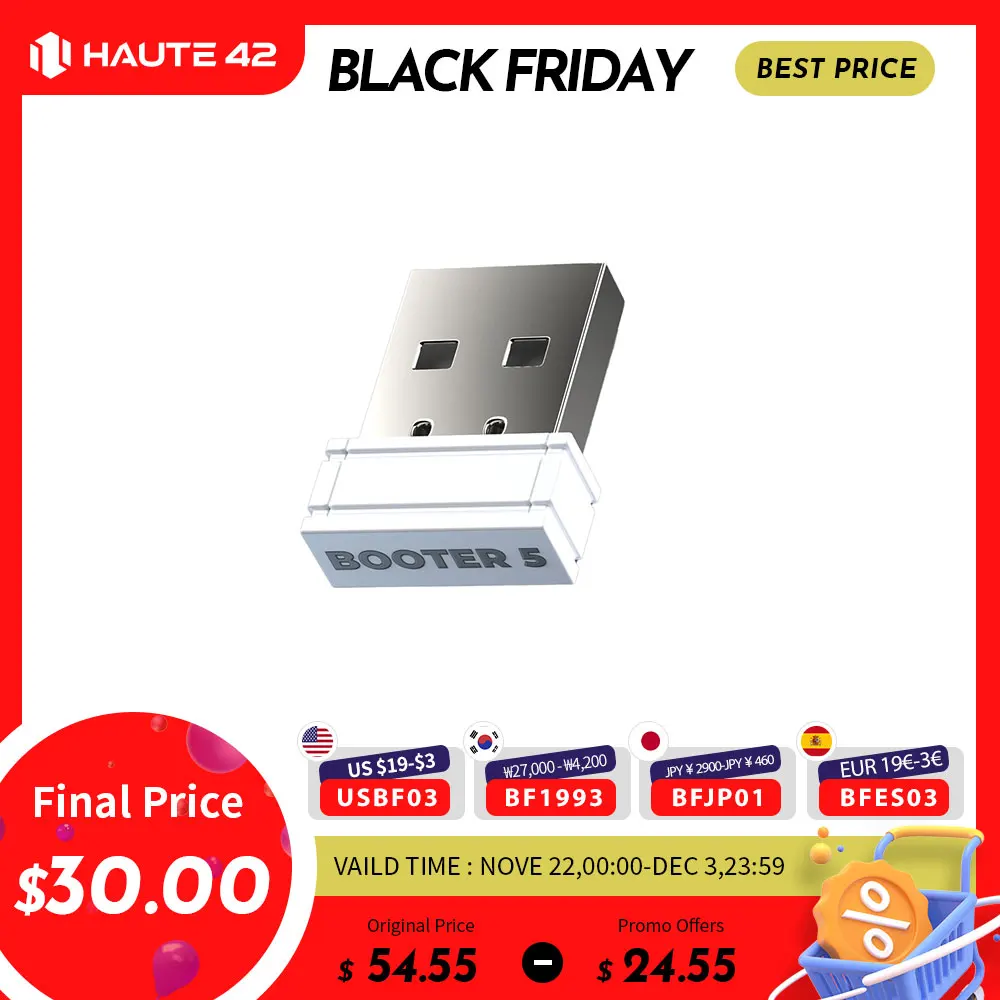 HAUTE 42
BLACK FRIDAY
BEST PRICE
BOOTER 5
US $19-$3
USBF03
₩27,000-₩4,200
BF1993
JPY¥2900-JPY¥460
BFJP01
EUR 19€-3€
BFES03
Final Price
$30.00
VAILD TIME : NOVE 22,00:00-DEC 3,23:59
Original Price
$ 54.55
-
Promo Offers
$ 24.55
%